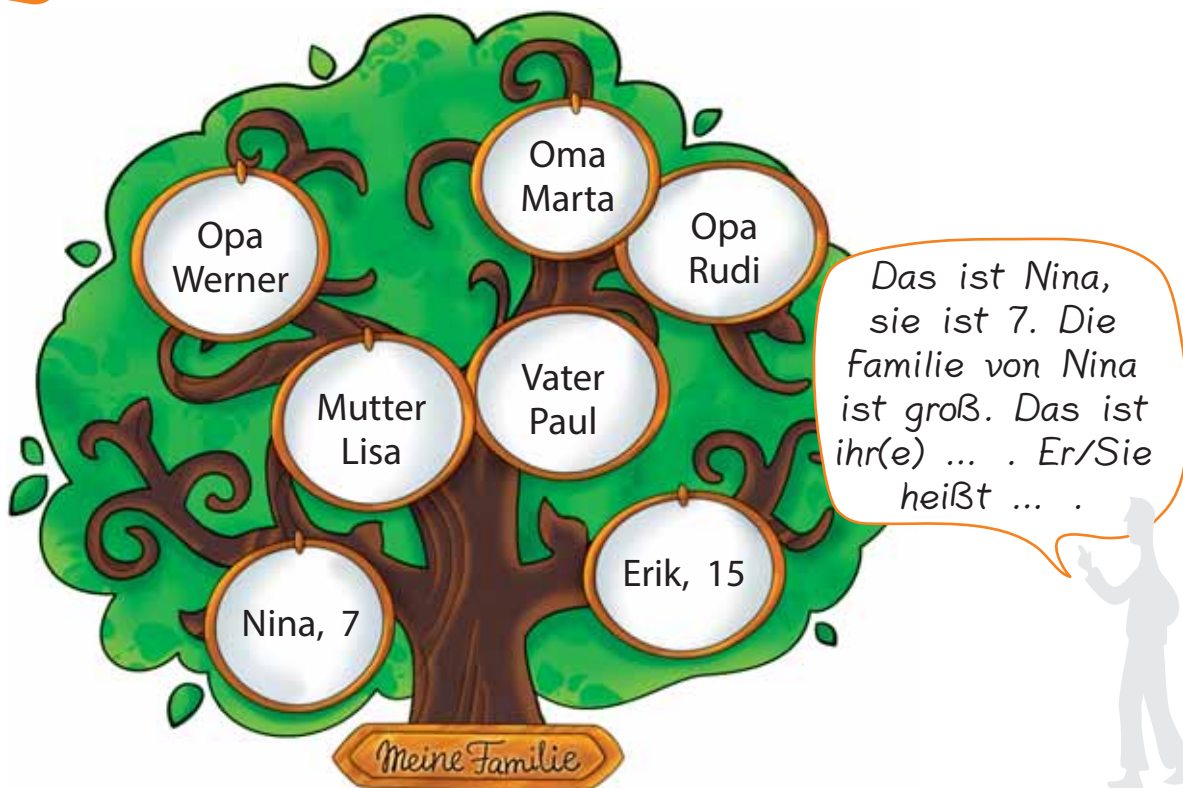 Oma
Marta
Opa
Werner
Opa
Rudi
Mutter
Lisa
Vater
Paul
Nina, 7
Erik, 15
Meine Familie
Das ist Nina,
sie ist 7. Die
Familie von Nina
ist groß. Das ist
ihr(e) ... . Er/Sie
heißt ... .